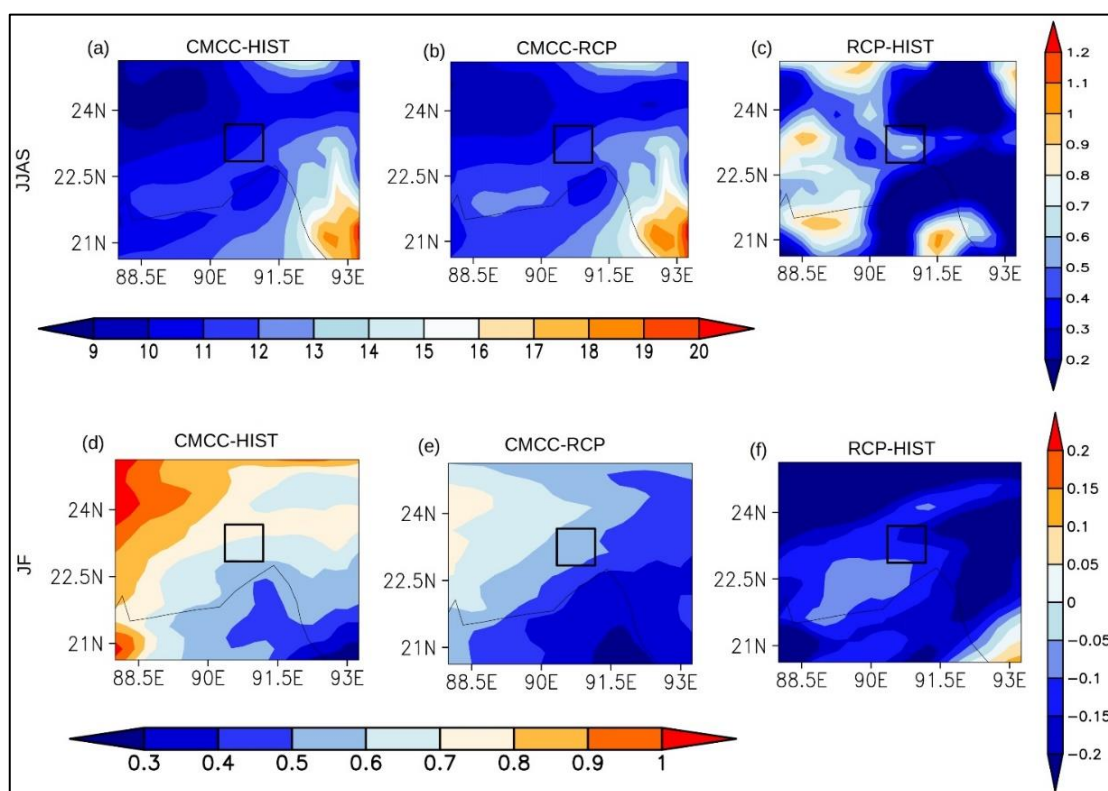 (a) CMCC-HIST
(b) CMCC-RCP
(c) RCP-HIST
JJAS
24N
22.5N
21N
88.5E 90E 91.5E 93E
24N
22.5N
21N
88.5E 90E 91.5E 93E
24N
22.5N
21N
88.5E 90E 91.5E 93E
1.2
1.1
1
0.9
0.8
0.7
0.6
0.5
0.4
0.3
0.2
9 10 11 12 13 14 15 16 17 18 19 20
(d) CMCC-HIST
(e) CMCC-RCP
(f) RCP-HIST
JF
24N
22.5N
21N
88.5E 90E 91.5E 93E
24N
22.5N
21N
88.5E 90E 91.5E 93E
24N
22.5N
21N
88.5E 90E 91.5E 93E
0.2
0.15
0.1
0.05
0
-0.05
-0.1
-0.15
-0.2
0.3 0.4 0.5 0.6 0.7 0.8 0.9 1